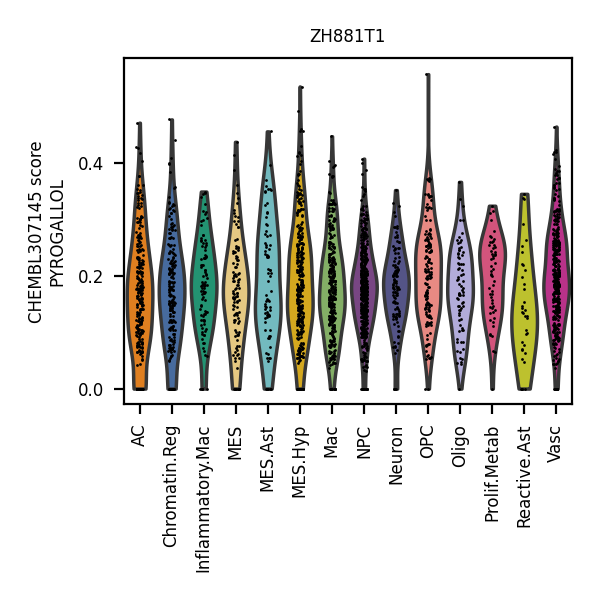 ZH881T1
CHEMBL307145 score
PYROGALLOL
0.4
0.2
0.0
AC
Chromatin.Reg
Inflammatory.Mac
MES
MES.Ast
MES.Hyp
Mac
NPC
Neuron
OPC
Oligo
Prolif.Metab
Reactive.Ast
Vasc